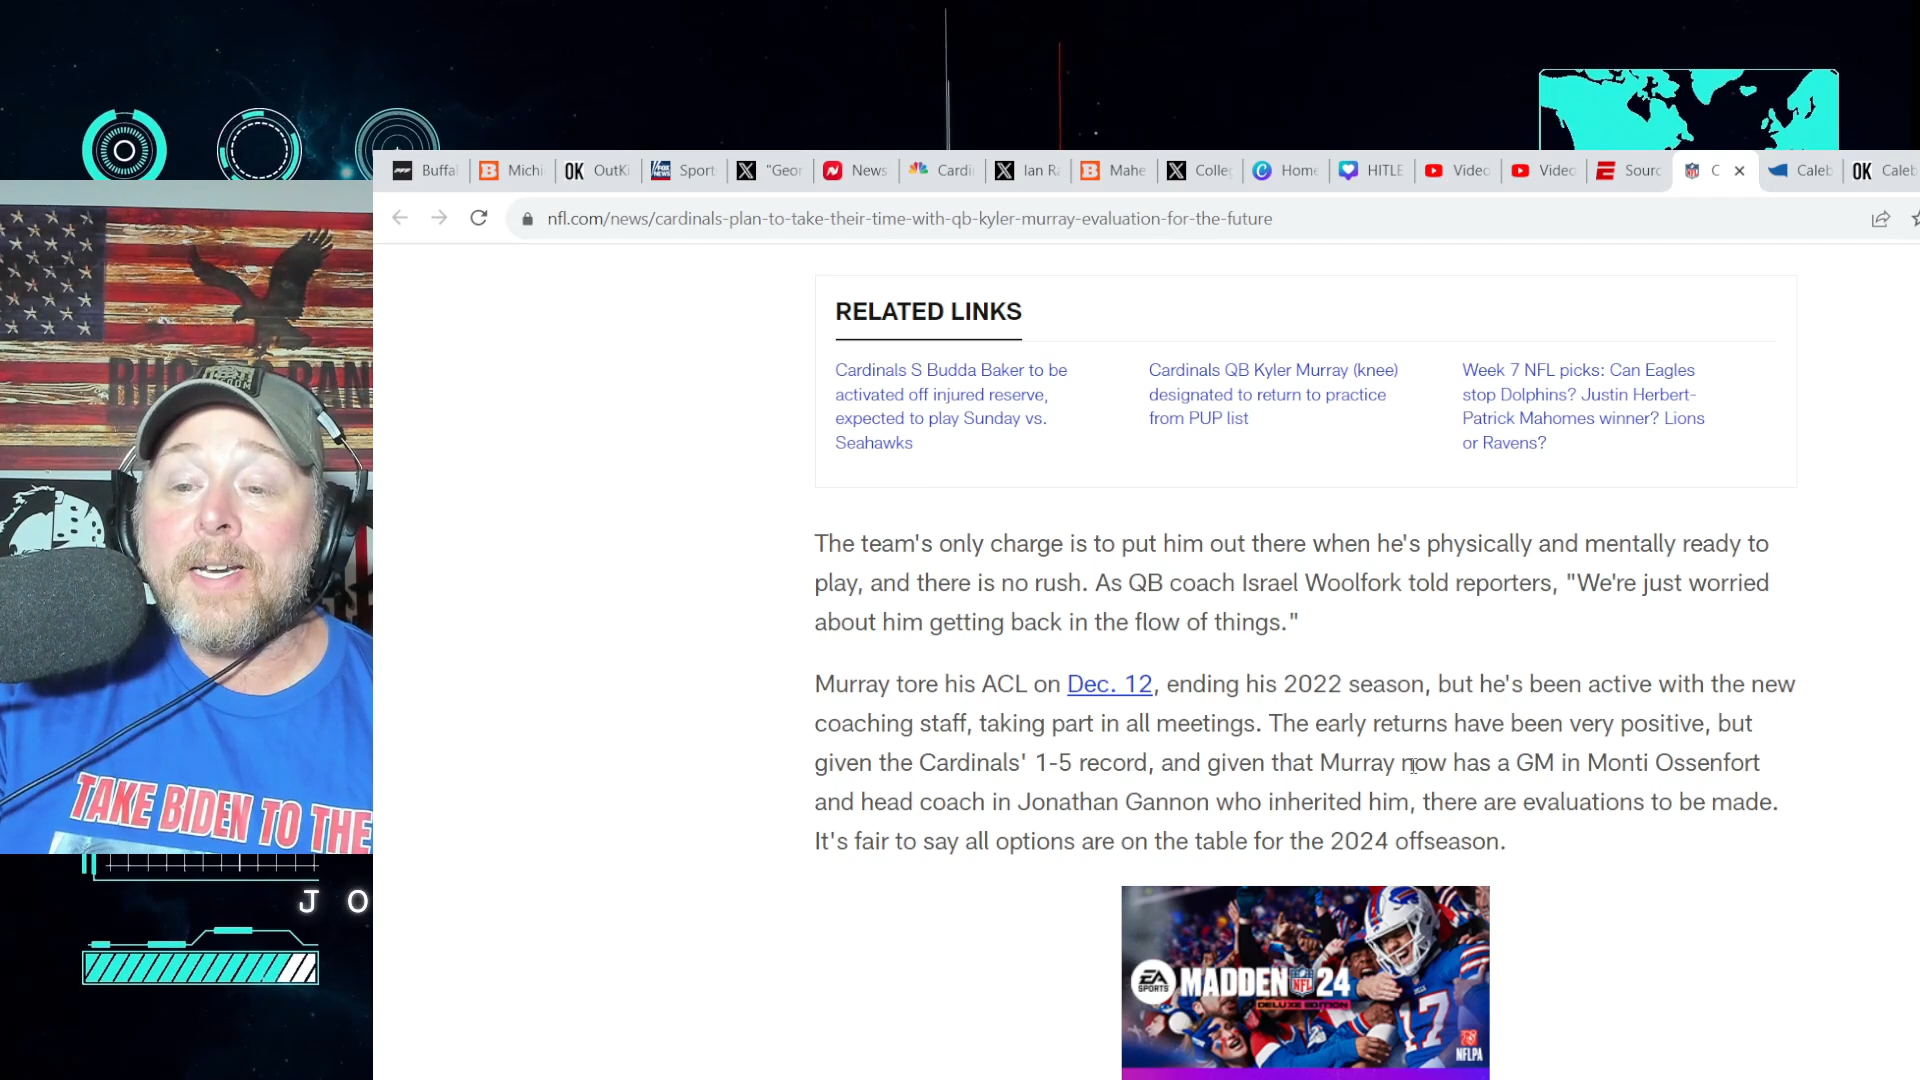 Buffa
Michi
OK OutKi
Sport
"Geor
News
Cardi
Ian Ra
Mahe
Colle
Home
HITLE
Video
Video
Sourc
C
Caleb
OK Caleb
nfl.com/news/cardinals-plan-to-take-their-time-with-qb-kyler-murray-evaluation-for-the-future
RELATED LINKS
Cardinals S Budda Baker to be
activated off injured reserve,
expected to play Sunday vs.
Seahawks
Cardinals QB Kyler Murray (knee)
designated to return to practice
from PUP list
Week 7 NFL picks: Can Eagles
stop Dolphins? Justin Herbert-
Patrick Mahomes winner? Lions
or Ravens?
The team's only charge is to put him out there when he's physically and mentally ready to
play, and there is no rush. As QB coach Israel Woolfork told reporters, "We're just worried
about him getting back in the flow of things."
Murray tore his ACL on Dec. 12, ending his 2022 season, but he's been active with the new
coaching staff, taking part in all meetings. The early returns have been very positive, but
given the Cardinals' 1-5 record, and given that Murray now has a GM in Monti Ossenfort
and head coach in Jonathan Gannon who inherited him, there are evaluations to be made.
It's fair to say all options are on the table for the 2024 offseason.
EA
SPORTS
MADDEN NFL 24
DELUXE EDITION
17
NFLPA
TAKE BIDEN TO THE
J O